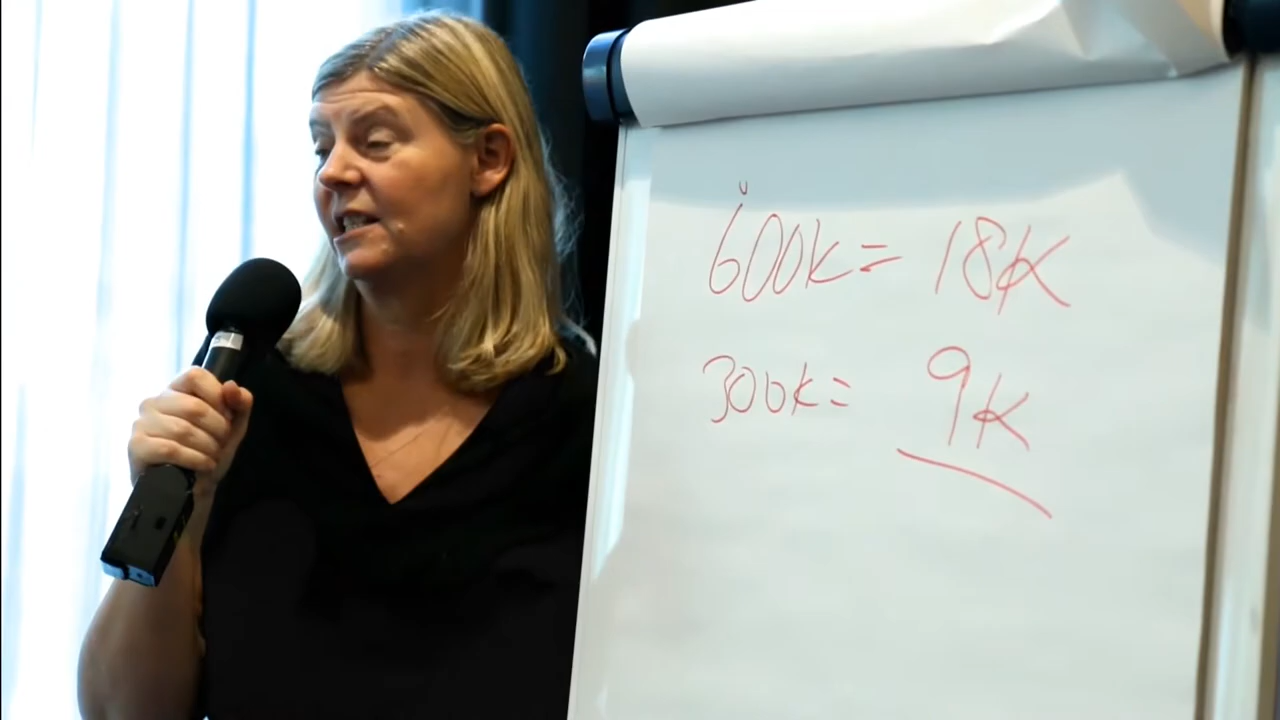 600k = 18k
300k = 9k